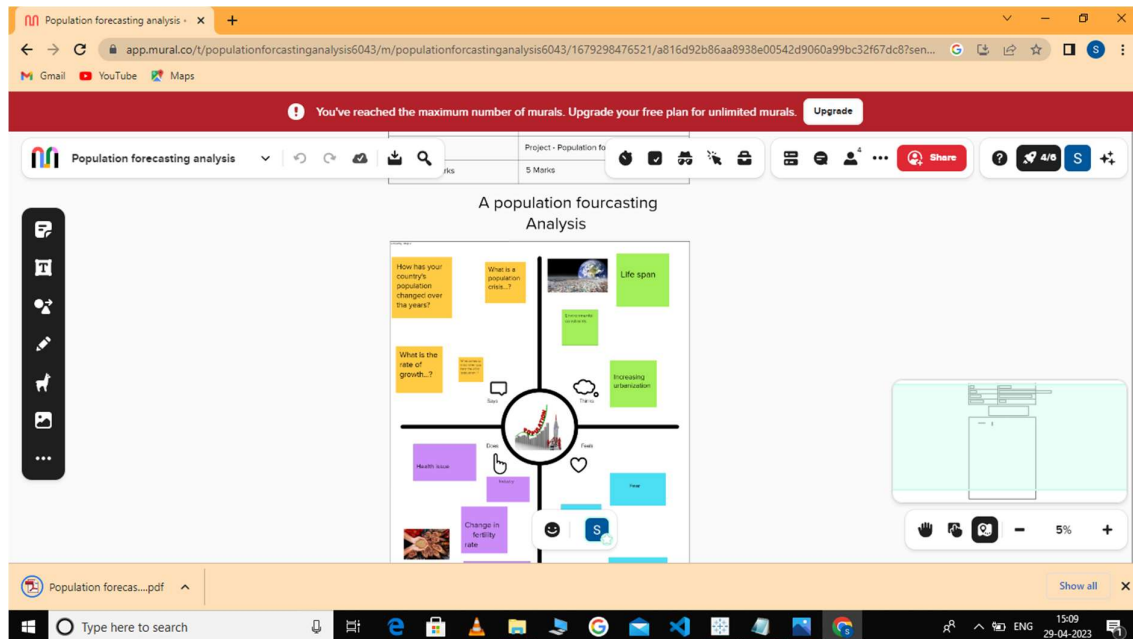 Population forecasting analysis •
app.mural.co/t/populationforcastinganalysis6043/m/populationforcastinganalysis6043/1679298476521/a816d92b86aa8938e00542d9060a99bc32f67dc8?sen...
Gmail YouTube Maps
You've reached the maximum number of murals. Upgrade your free plan for unlimited murals. Upgrade
Project - Population fo
Population forecasting analysis
4
Share
4/6
S
rks
5 Marks
A population fourcasting
Analysis
How has your
country's
population
changed over
tha years?
What is a
population
crisis...?
Life span
What is the
rate of
growth...?
Increasing
urbanization
Says
Thinks
POPULATION
Does
Feels
Health issue
Fear
Change in
fertility
rate
S
5%
Population forecas....pdf
Show all
Type here to search
ENG
15:09
29-04-2023